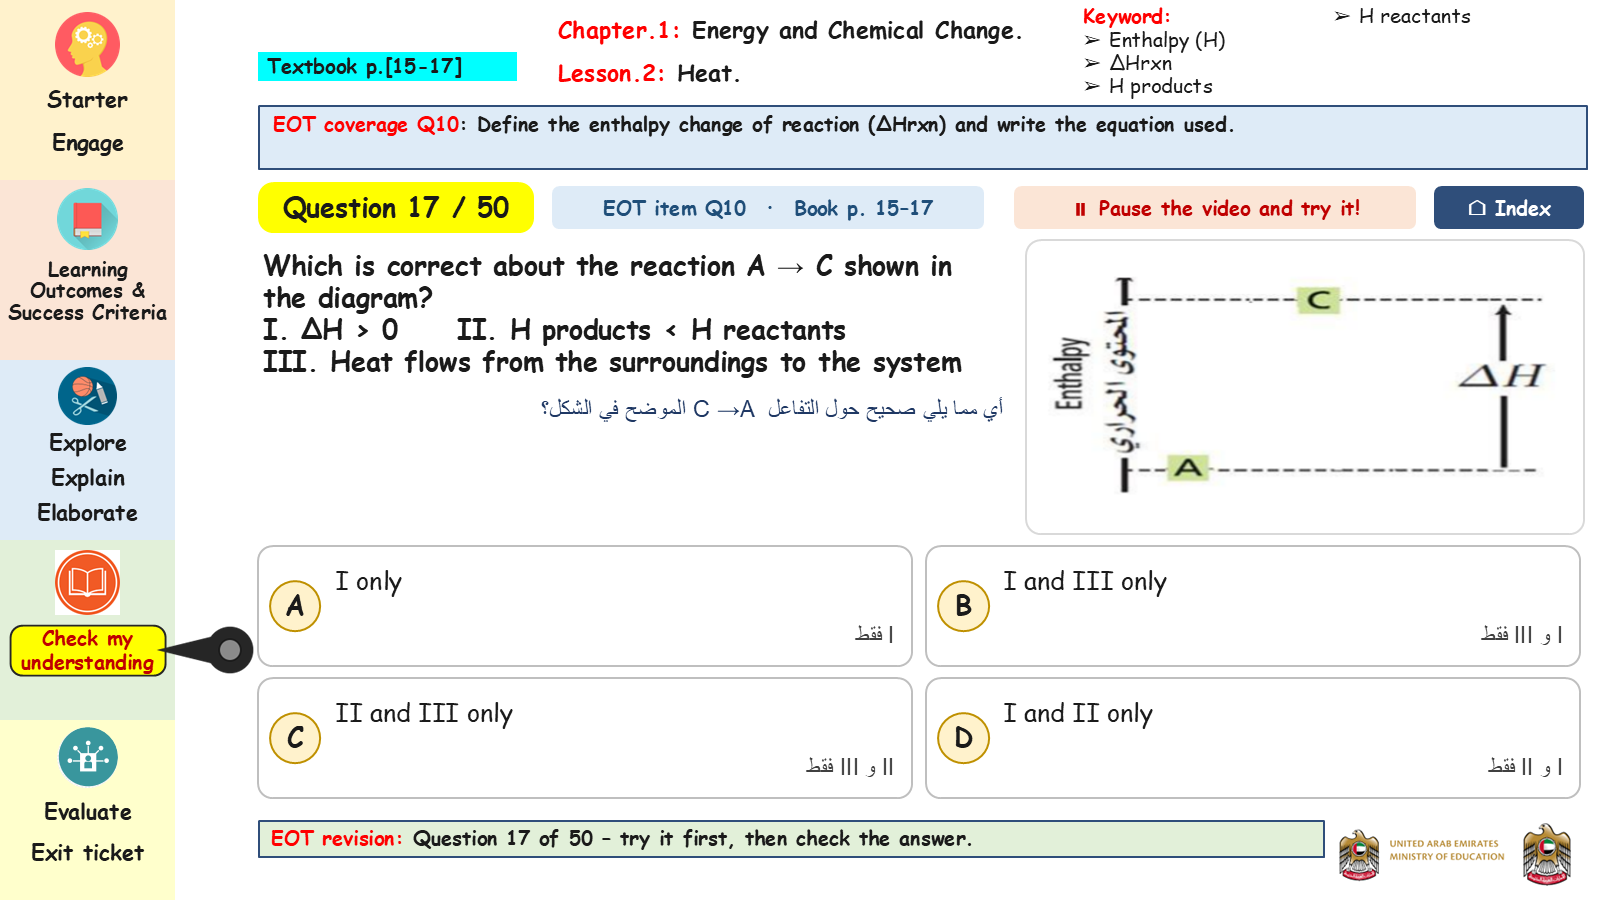 Starter
Engage
Learning
Outcomes &
Success Criteria
Explore
Explain
Elaborate
Check my
understanding
Evaluate
Exit ticket
Textbook p.[15-17]
Chapter.1: Energy and Chemical Change.
Lesson.2: Heat.
Keyword:
➢ Enthalpy (H)
➢ ΔHrxn
➢ H products
➢ H reactants
EOT coverage Q10: Define the enthalpy change of reaction (ΔHrxn) and write the equation used.
Question 17 / 50
EOT item Q10 · Book p. 15–17
⏸ Pause the video and try it!
⌂ Index
Which is correct about the reaction A → C shown in
the diagram?
I. ΔH > 0 II. H products < H reactants
III. Heat flows from the surroundings to the system
أي مما يلي صحيح حول التفاعل A→ C الموضح في الشكل؟
Enthalpy
المحتوى الحراري
C
A
ΔH
A
I only
I فقط
B
I and III only
I و III فقط
C
II and III only
II و III فقط
D
I and II only
I و II فقط
EOT revision: Question 17 of 50 – try it first, then check the answer.
UNITED ARAB EMIRATES
MINISTRY OF EDUCATION